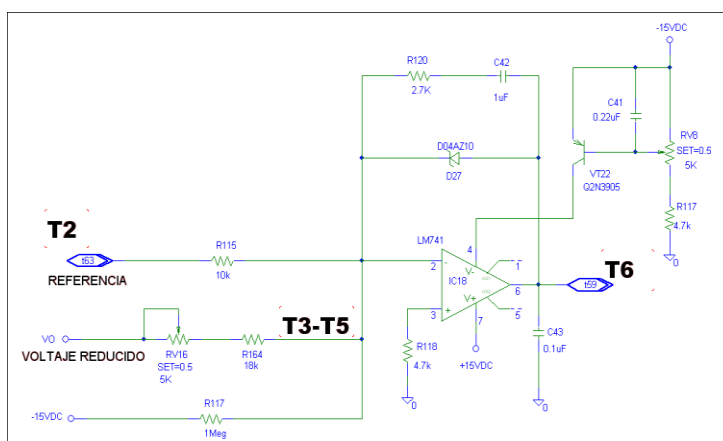 -15VDC
R120
2.7K
C42
1uF
C41
0.22uF
RV8
SET=0.5
5K
D04AZ10
D27
VT22
Q2N3905
R117
4.7k
0
T2
t63
REFERENCIA
R115
10k
LM741
4
2
-
V-
OS1
1
IC18
6
T6
t59
3
+
V+
OS2
5
7
T3-T5
VO
VOLTAJE REDUCIDO
RV16
SET=0.5
5K
R164
18k
R118
4.7k
+15VDC
C43
0.1uF
0
0
-15VDC
R117
1Meg